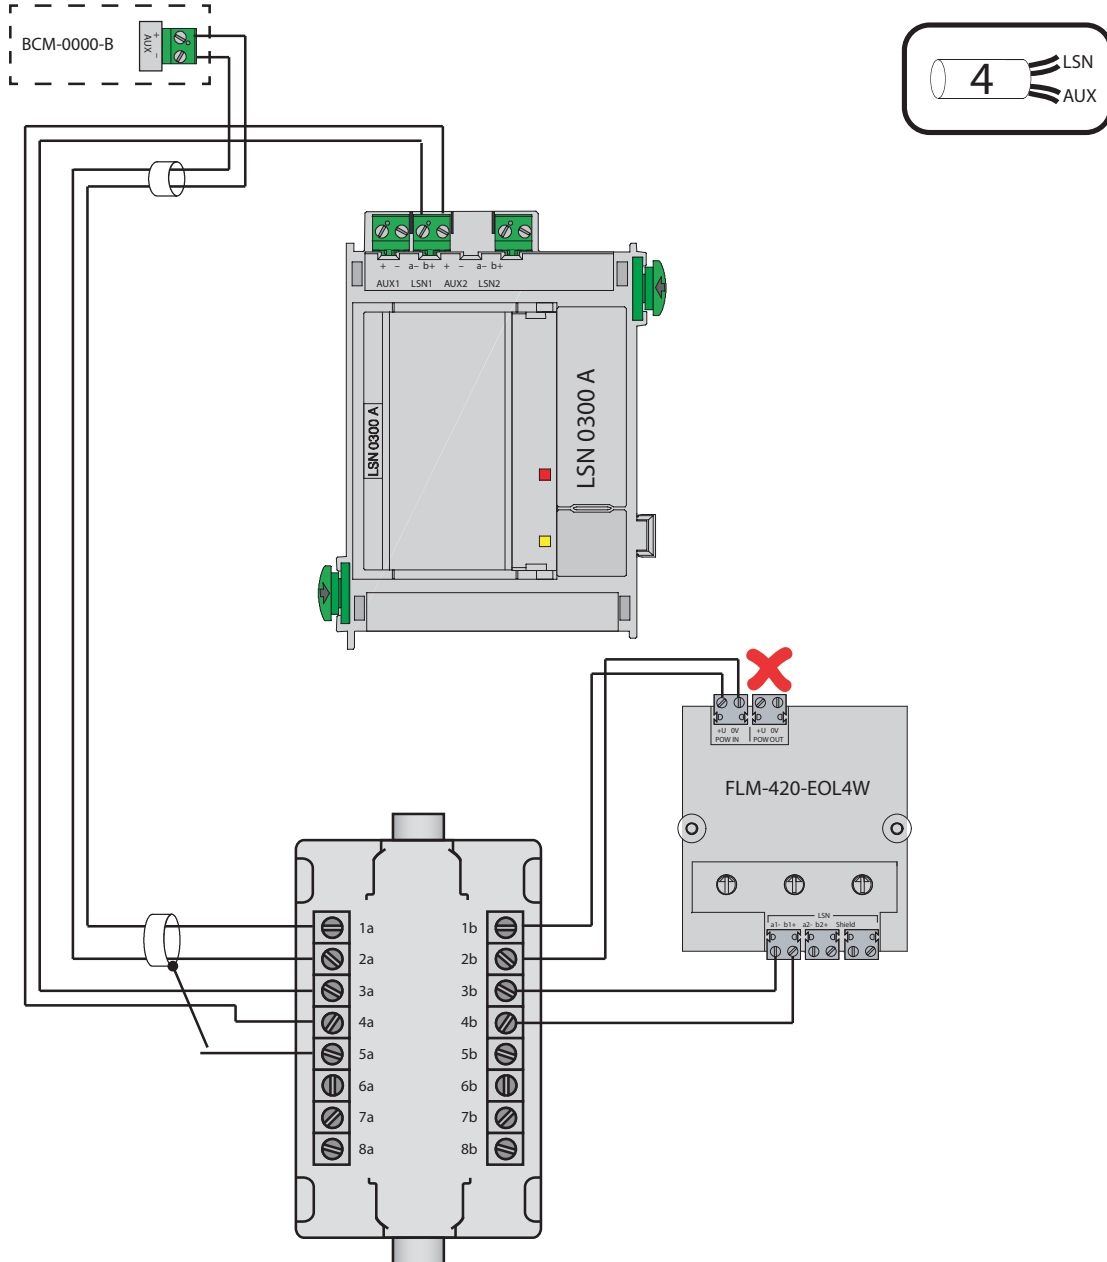 BCM-0000-B
AUX
+
−
4
LSN
AUX
+ − a− b+ + − a− b+
AUX1 LSN1 AUX2 LSN2
LSN 0300 A
LSN 0300 A
+U 0V +U 0V
POW IN POW OUT
FLM-420-EOL4W
LSN
a1- b1+ a2- b2+ Shield
1a 1b
2a 2b
3a 3b
4a 4b
5a 5b
6a 6b
7a 7b
8a 8b